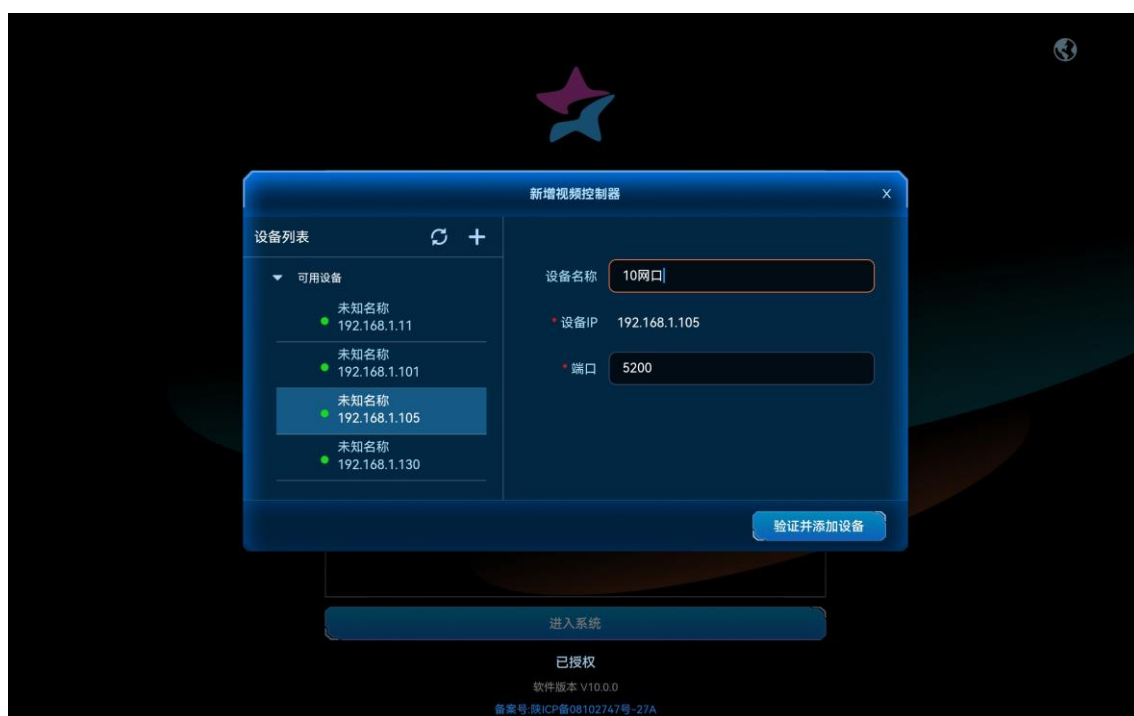 新增视频控制器
X
设备列表
可用设备
未知名称
192.168.1.11
未知名称
192.168.1.101
未知名称
192.168.1.105
未知名称
192.168.1.130
设备名称 10网口
* 设备IP 192.168.1.105
* 端口 5200
验证并添加设备
进入系统
已授权
软件版本 V10.0.0
备案号:陕ICP备08102747号-27A